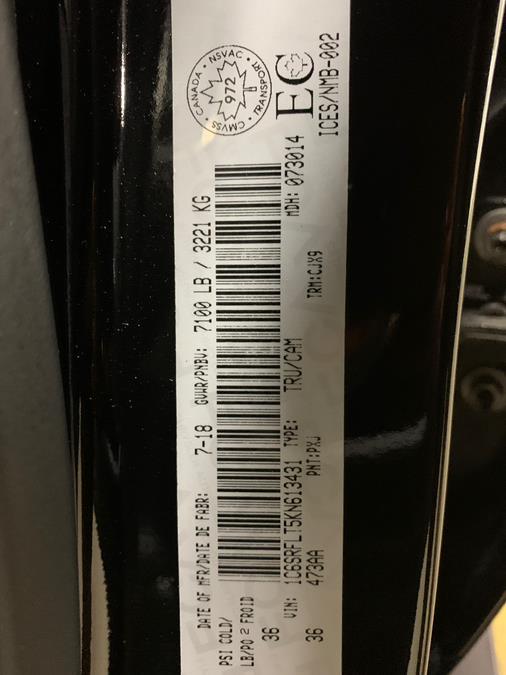 DATE OF MFR/DATE DE FABR: 7-18 GVWR/PNBV: 7100 LB / 3221 KG
PSI COLD/
LB/PO 2 FROID
36
VIN: 1C6SRFLT5KN613431 TYPE: TRU/CAM MDH: 073014
473AA
36 PNT:PXJ TRM:CJX9
CANADA · NSVAC · TRANSPORT · CMVSS ·
972
EC
ICES/NMB-002